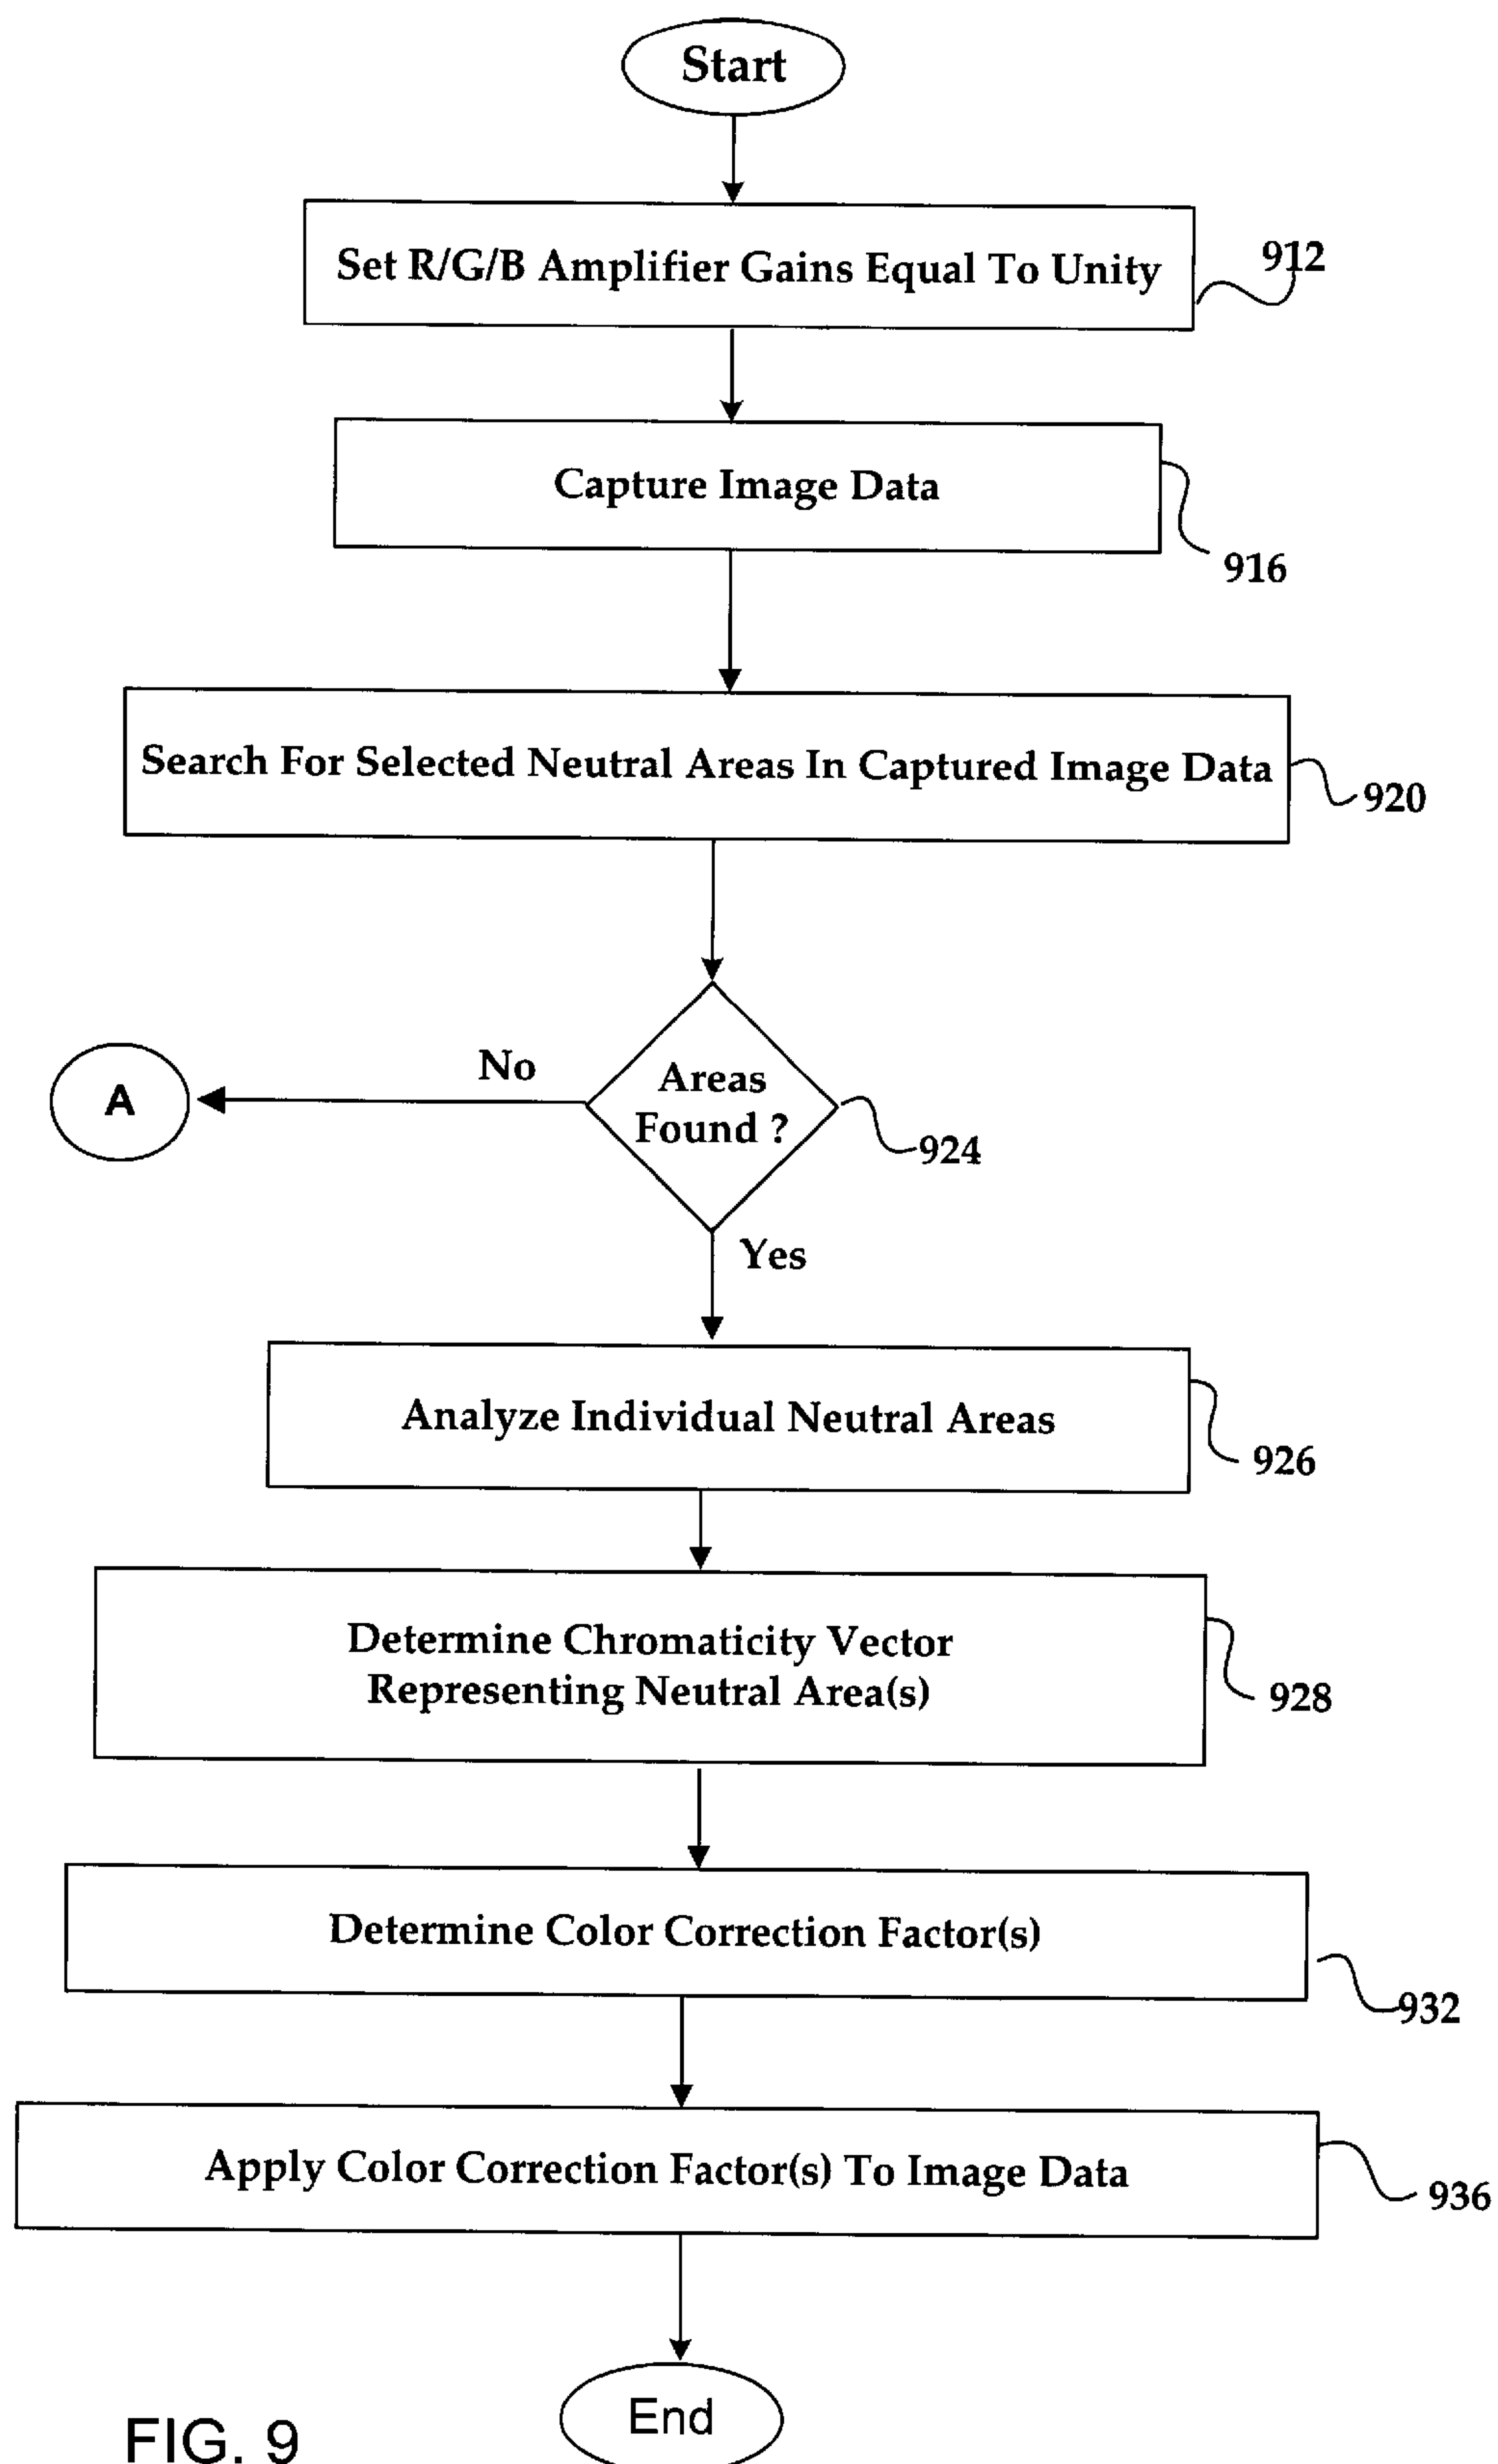 Start
Set R/G/B Amplifier Gains Equal To Unity
912
Capture Image Data
916
Search For Selected Neutral Areas In Captured Image Data
920
No
A
Areas
Found ?
924
Yes
Analyze Individual Neutral Areas
926
Determine Chromaticity Vector
Representing Neutral Area(s)
928
Determine Color Correction Factor(s)
932
Apply Color Correction Factor(s) To Image Data
936
End
FIG. 9